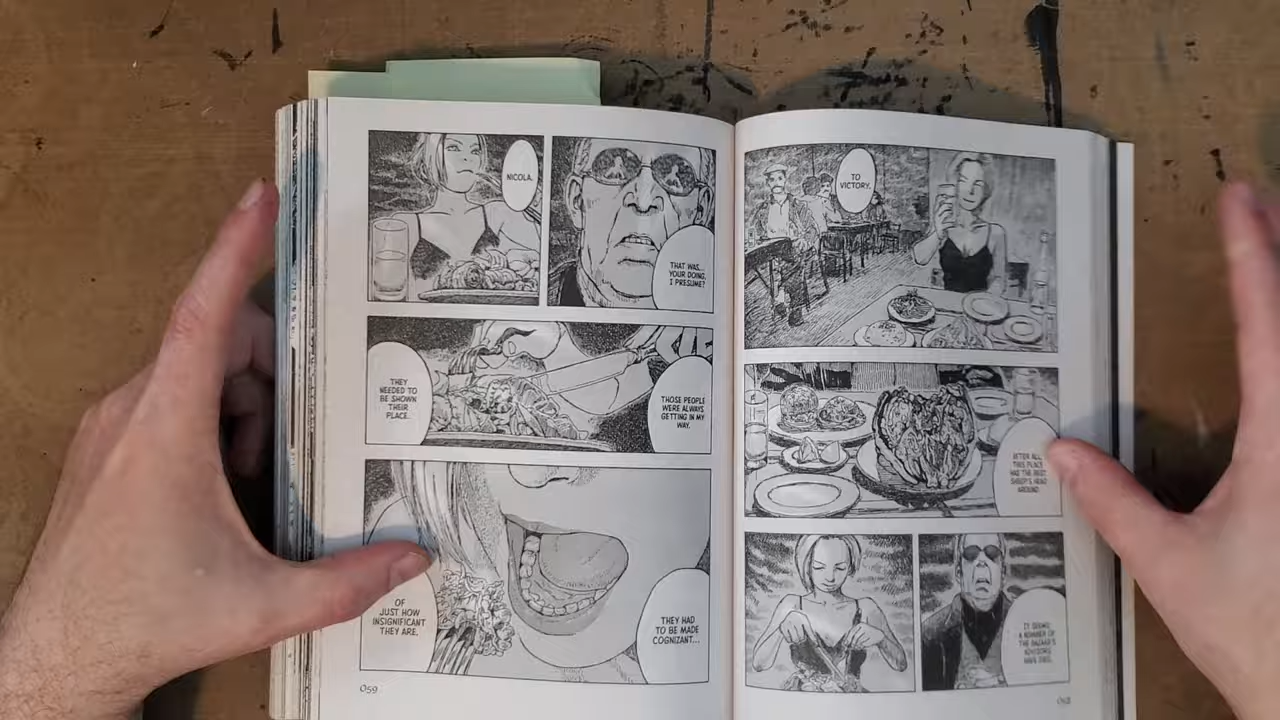 TO
VICTORY.
AFTER ALL,
THIS PLACE
HAS THE BEST
SHEEP'S HEAD
AROUND.
IT SEEMS
A NUMBER OF
THE BAZAAR'S
ADVISORS
HAVE DIED.
058
THAT WAS...
YOUR DOING,
I PRESUME?
NICOLA.
THOSE PEOPLE
WERE ALWAYS
GETTING IN MY
WAY.
THEY
NEEDED TO
BE SHOWN
THEIR
PLACE.
THEY HAD
TO BE MADE
COGNIZANT...
OF
JUST HOW
INSIGNIFICANT
THEY ARE.
059